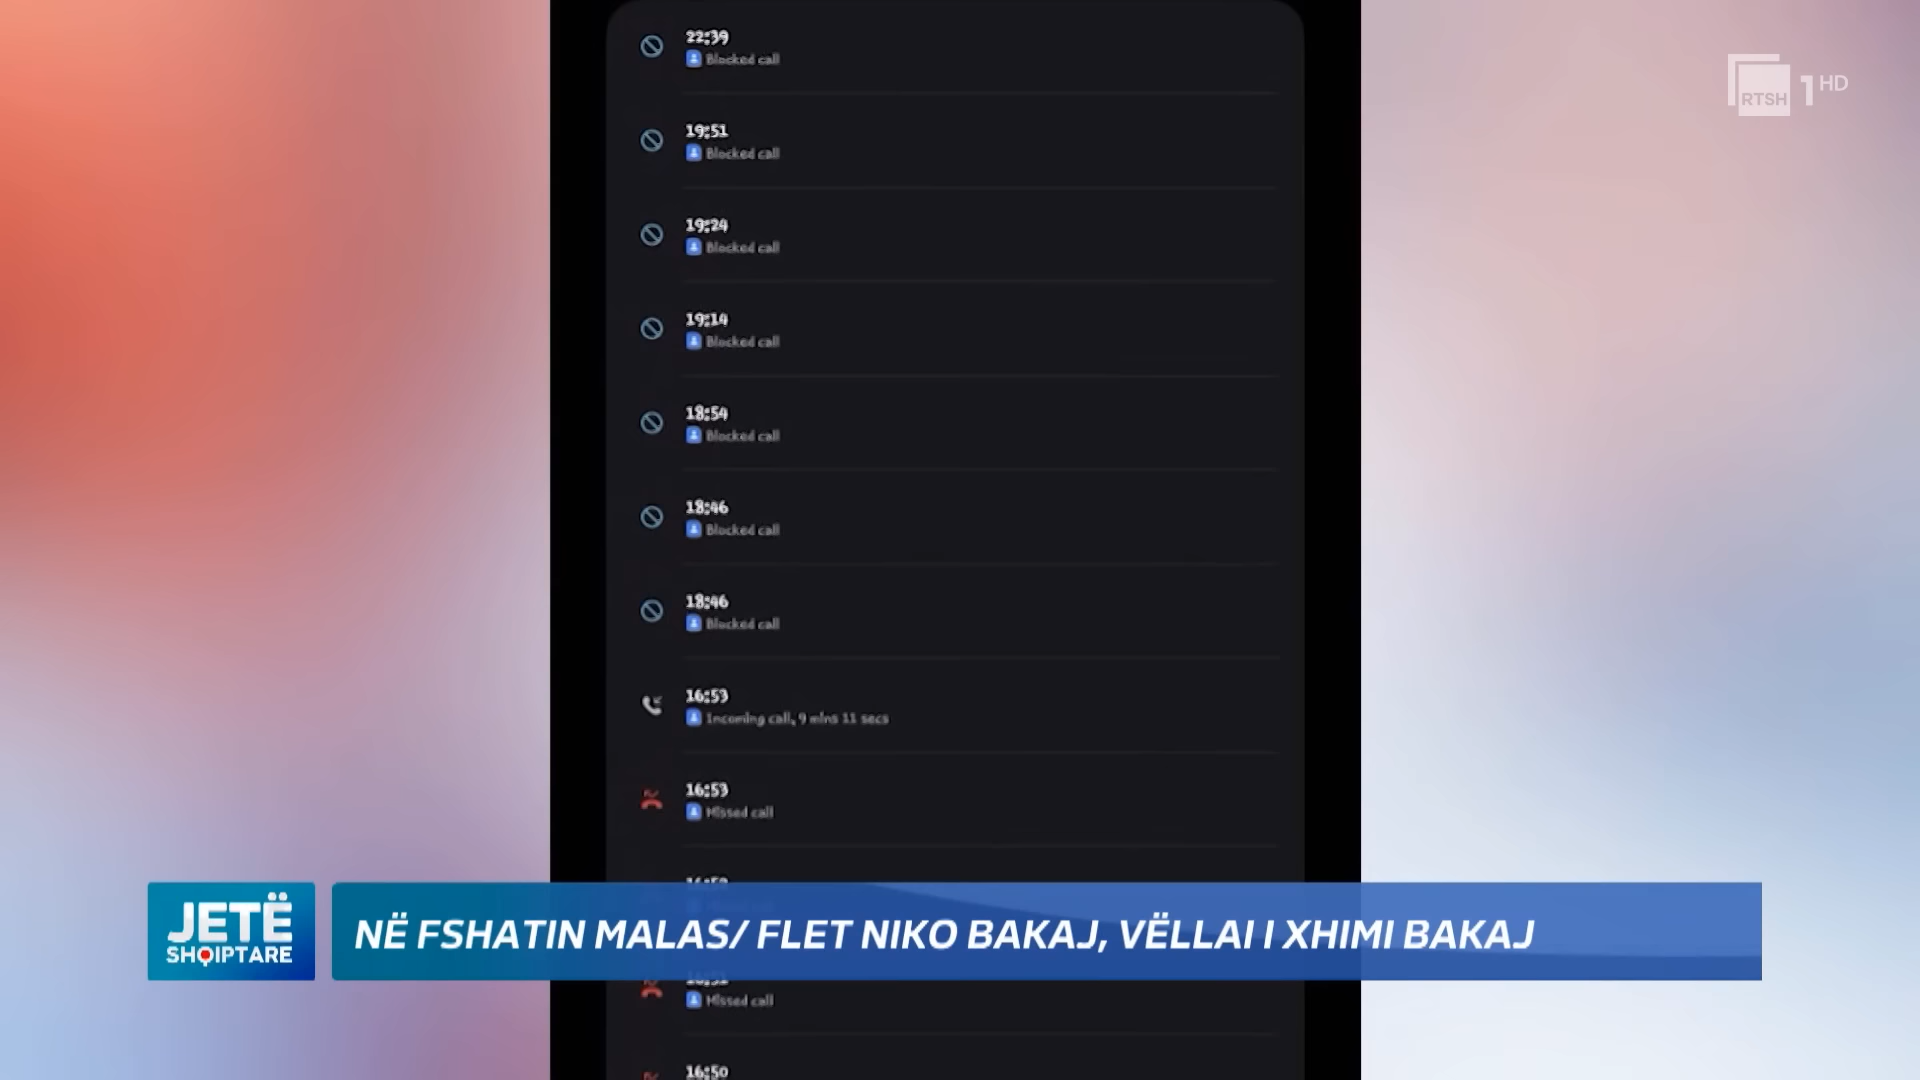 22:39
Blocked call
19:51
Blocked call
19:24
Blocked call
19:14
Blocked call
18:54
Blocked call
18:46
Blocked call
18:46
Blocked call
16:53
Incoming call, 9 mins 11 secs
16:53
Missed call
Missed call
16:50
RTSH 1 HD
JETË
SHQIPTARE
NË FSHATIN MALAS/ FLET NIKO BAKAJ, VËLLAI I XHIMI BAKAJ